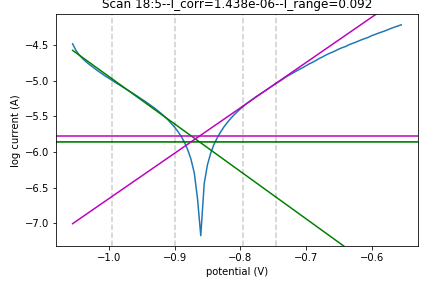 Scan 18:5--I_corr=1.438e-06--I_range=0.092
−4.5
−5.0
−5.5
−6.0
−6.5
−7.0
log current (A)
−1.0 −0.9 −0.8 −0.7 −0.6
potential (V)